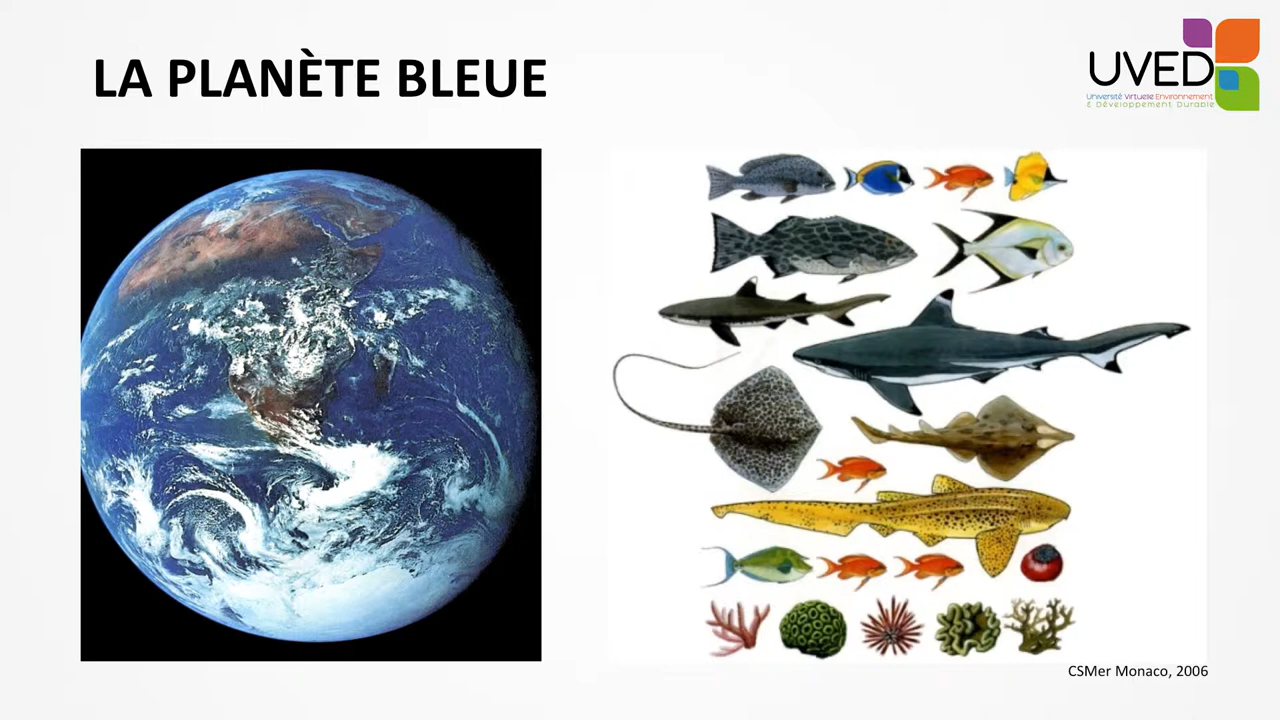 LA PLANÈTE BLEUE
UVED
Université Virtuelle Environnement
& Développement Durable
CSMer Monaco, 2006